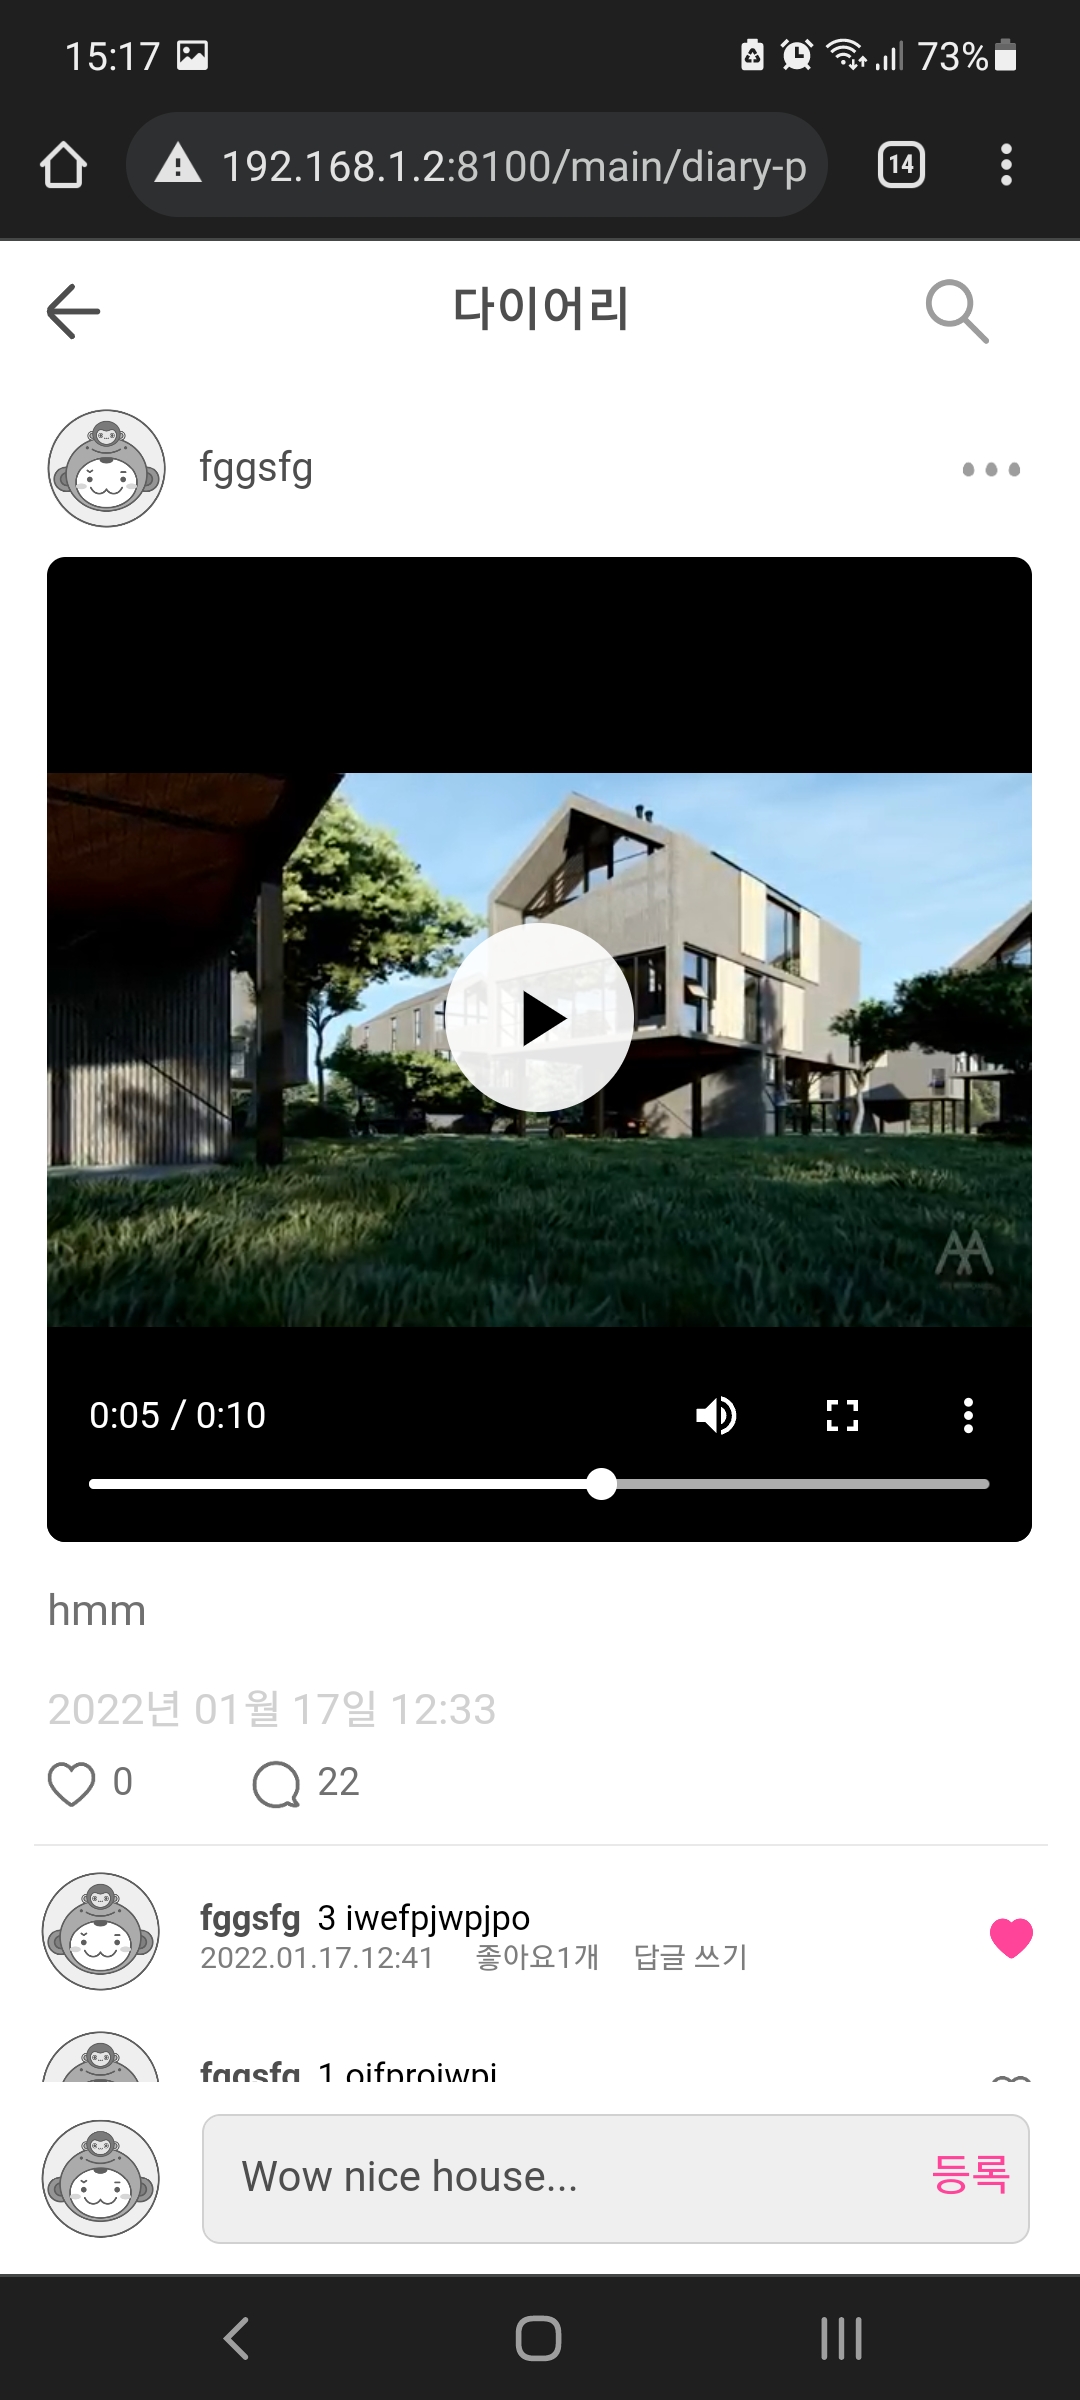 15:17 73%
192.168.1.2:8100/main/diary-p 14
다이어리
fggsfg
0:05 / 0:10
hmm
2022년 01월 17일 12:33
0 22
fggsfg 3 iwefpjwpjpo
2022.01.17.12:41 좋아요1개 답글 쓰기
fggsfg 1
Wow nice house... 등록